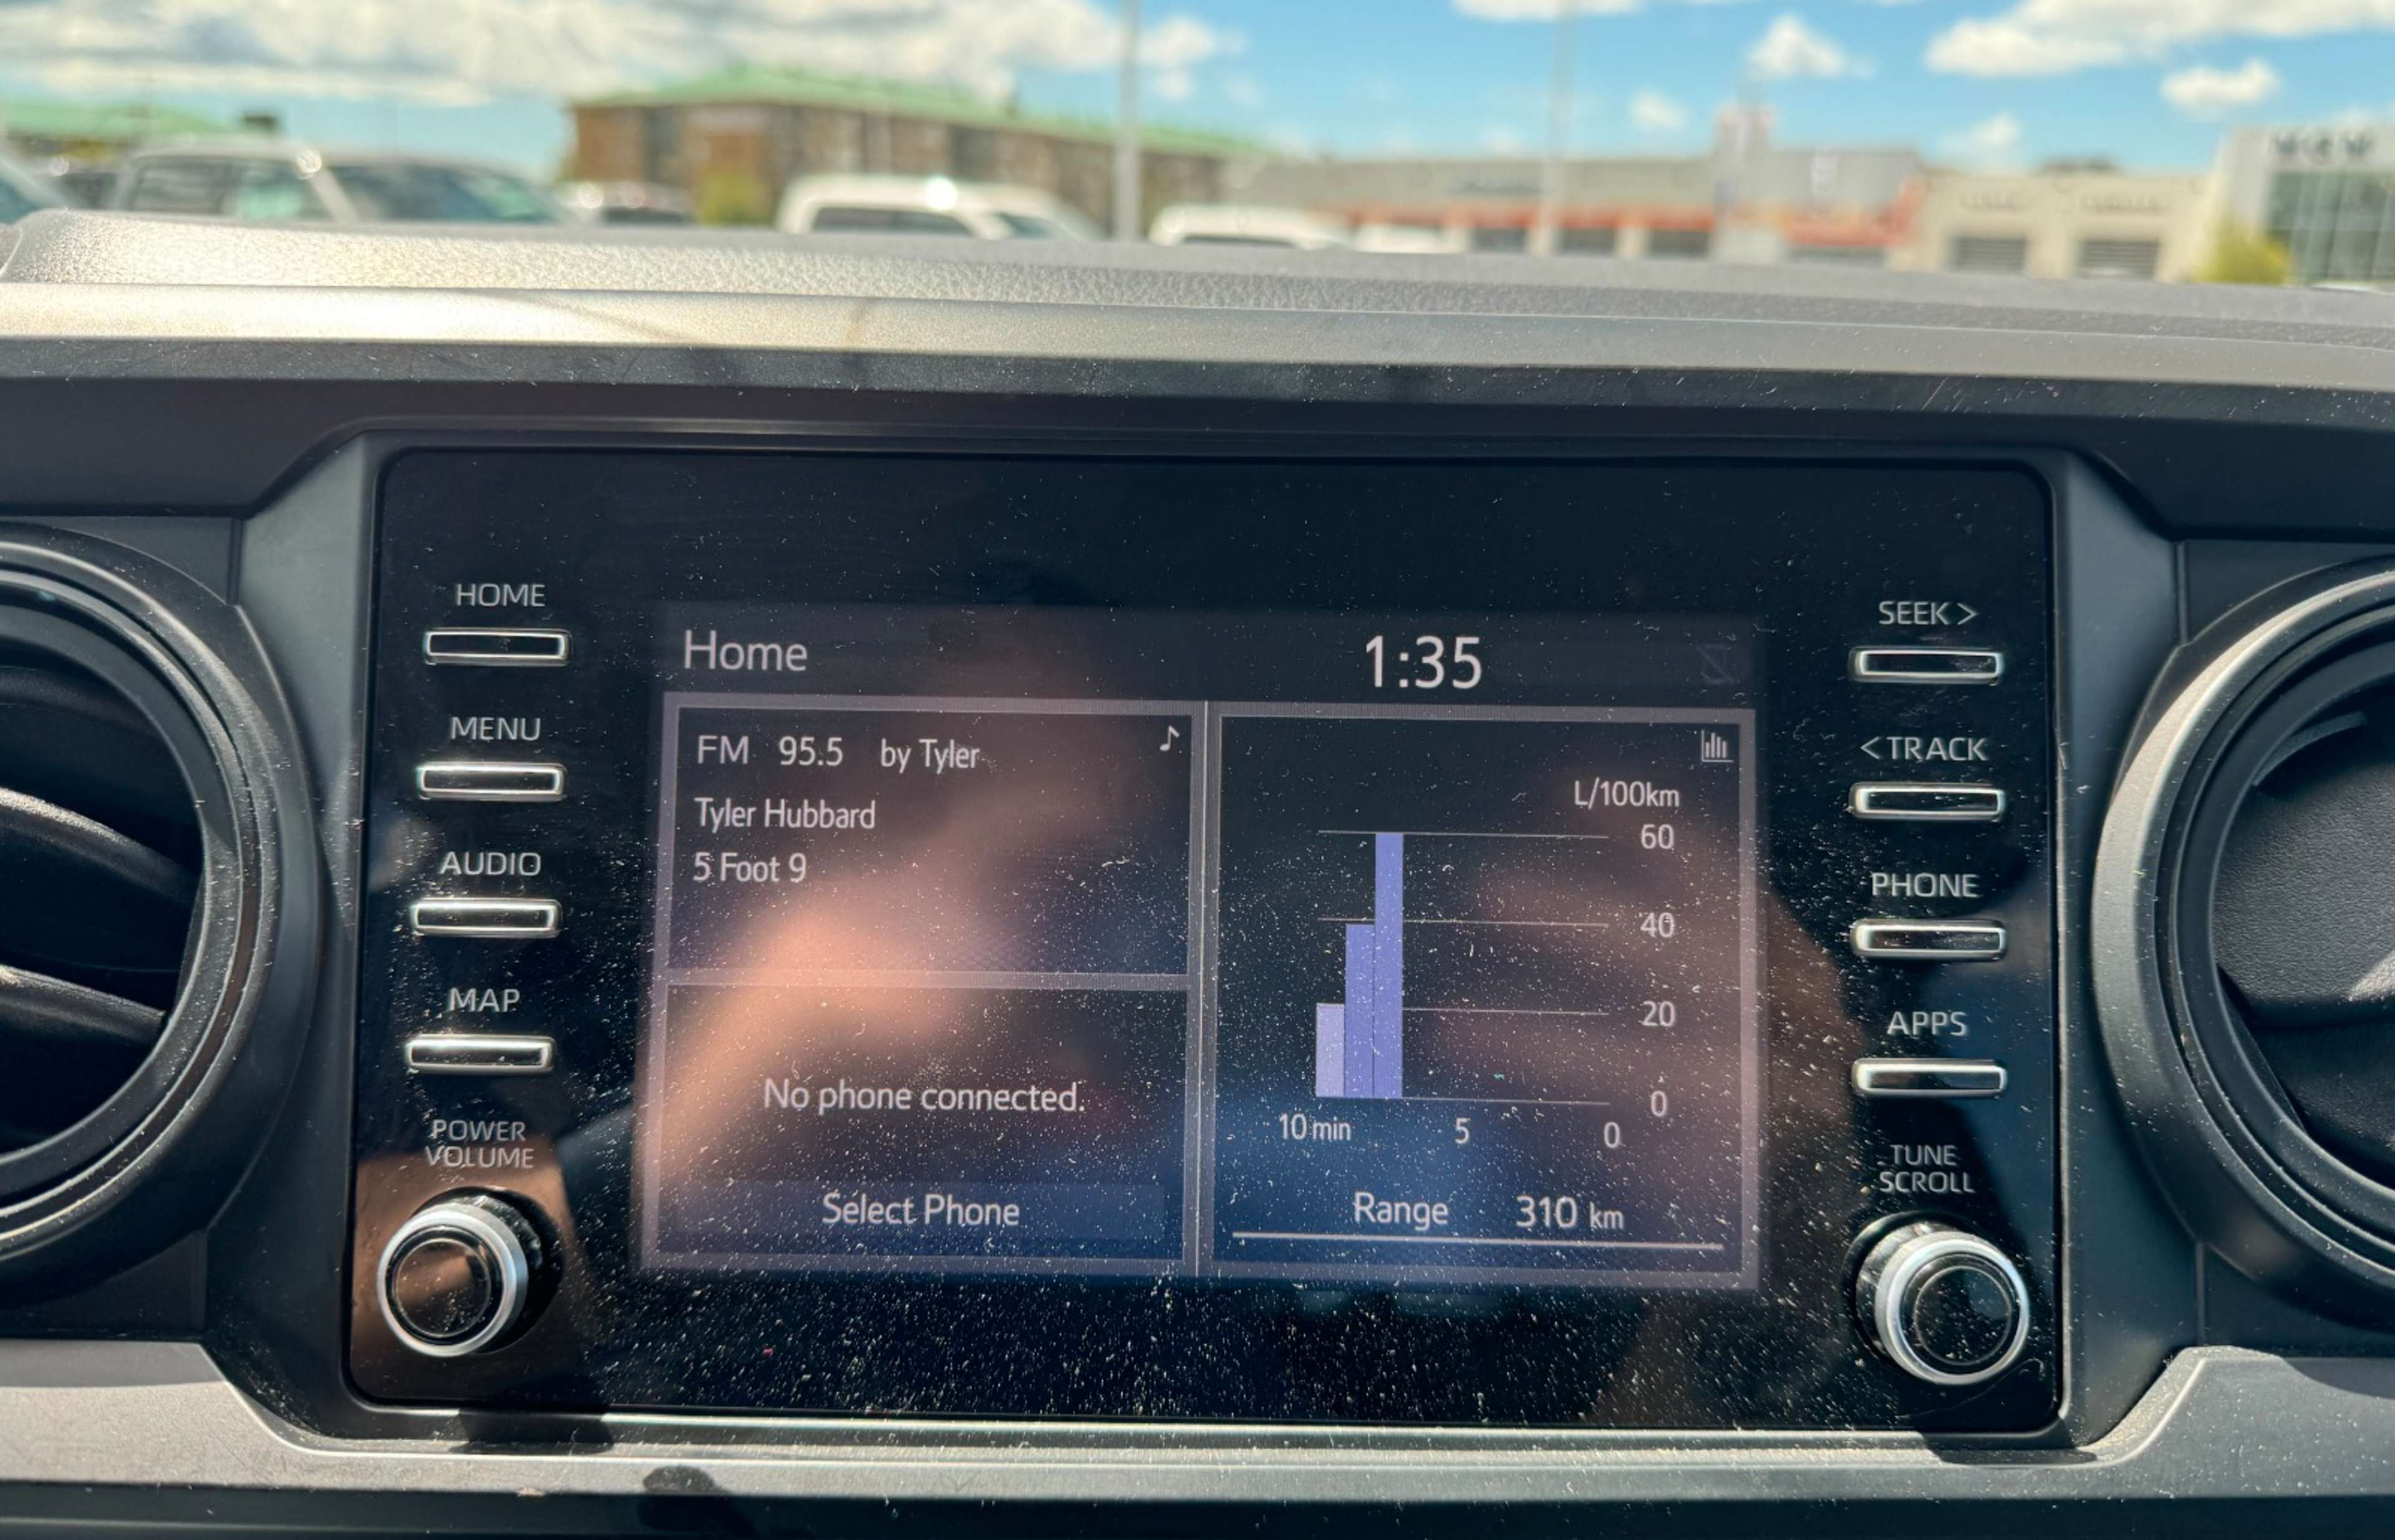 HOME
MENU
AUDIO
MAP
POWER
VOLUME
Home
1:35
FM 95.5 by Tyler
Tyler Hubbard
5 Foot 9
No phone connected.
Select Phone
L/100km
60
40
20
0
10 min 5 0
Range 310 km
SEEK >
< TRACK
PHONE
APPS
TUNE
SCROLL